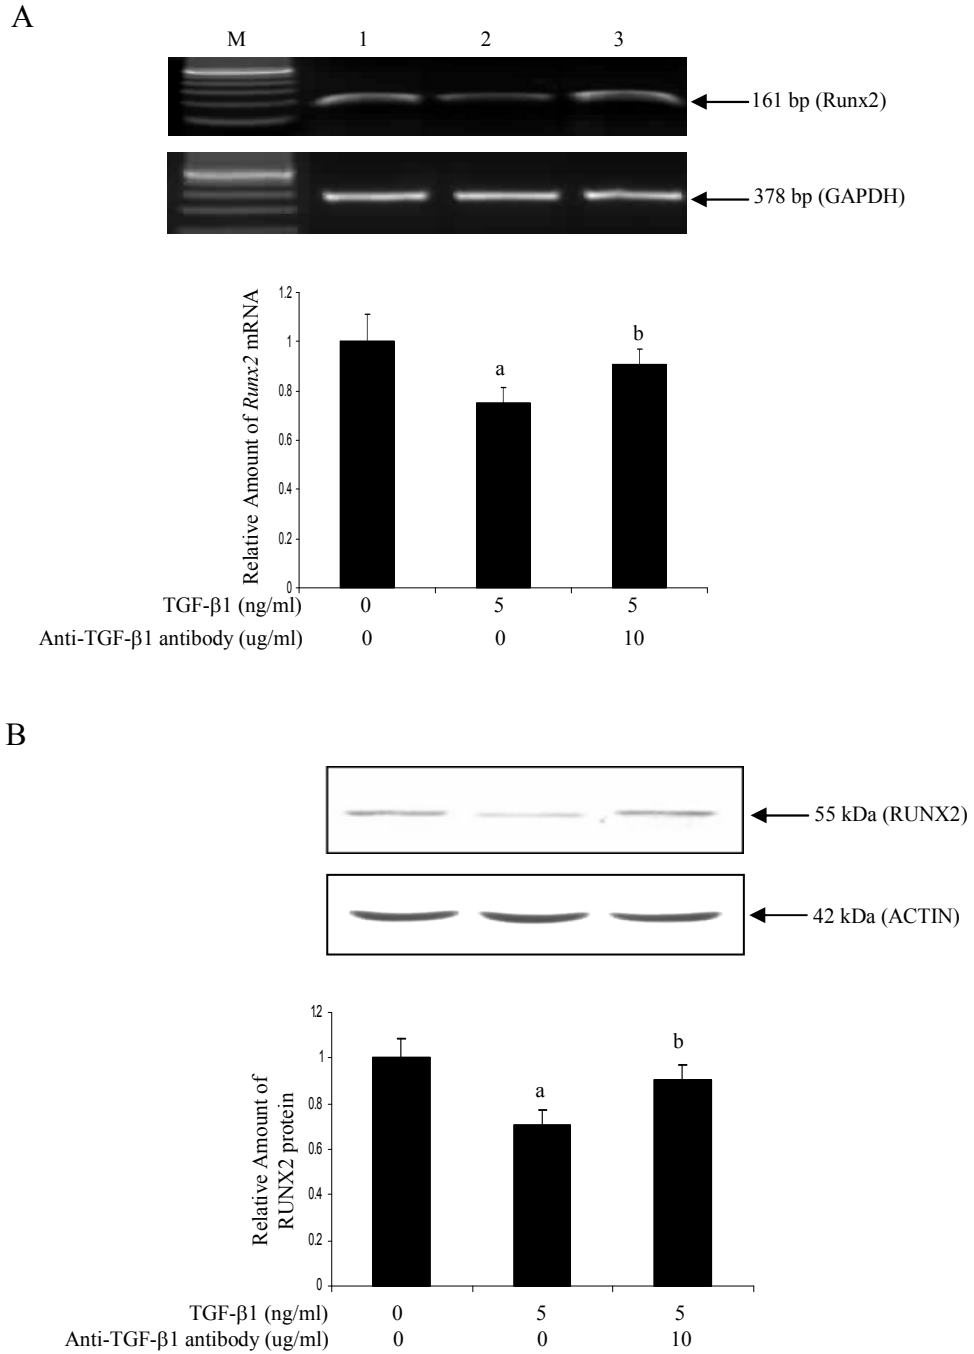 A
M 1 2 3
161 bp (Runx2)
378 bp (GAPDH)
Relative Amount of Runx2 mRNA
1.2
1
0.8
0.6
0.4
0.2
0
a
b
TGF-β1 (ng/ml) 0 5 5
Anti-TGF-β1 antibody (ug/ml) 0 0 10
B
55 kDa (RUNX2)
42 kDa (ACTIN)
Relative Amount of
RUNX2 protein
1.2
1
0.8
0.6
0.4
0.2
0
a
b
TGF-β1 (ng/ml) 0 5 5
Anti-TGF-β1 antibody (ug/ml) 0 0 10